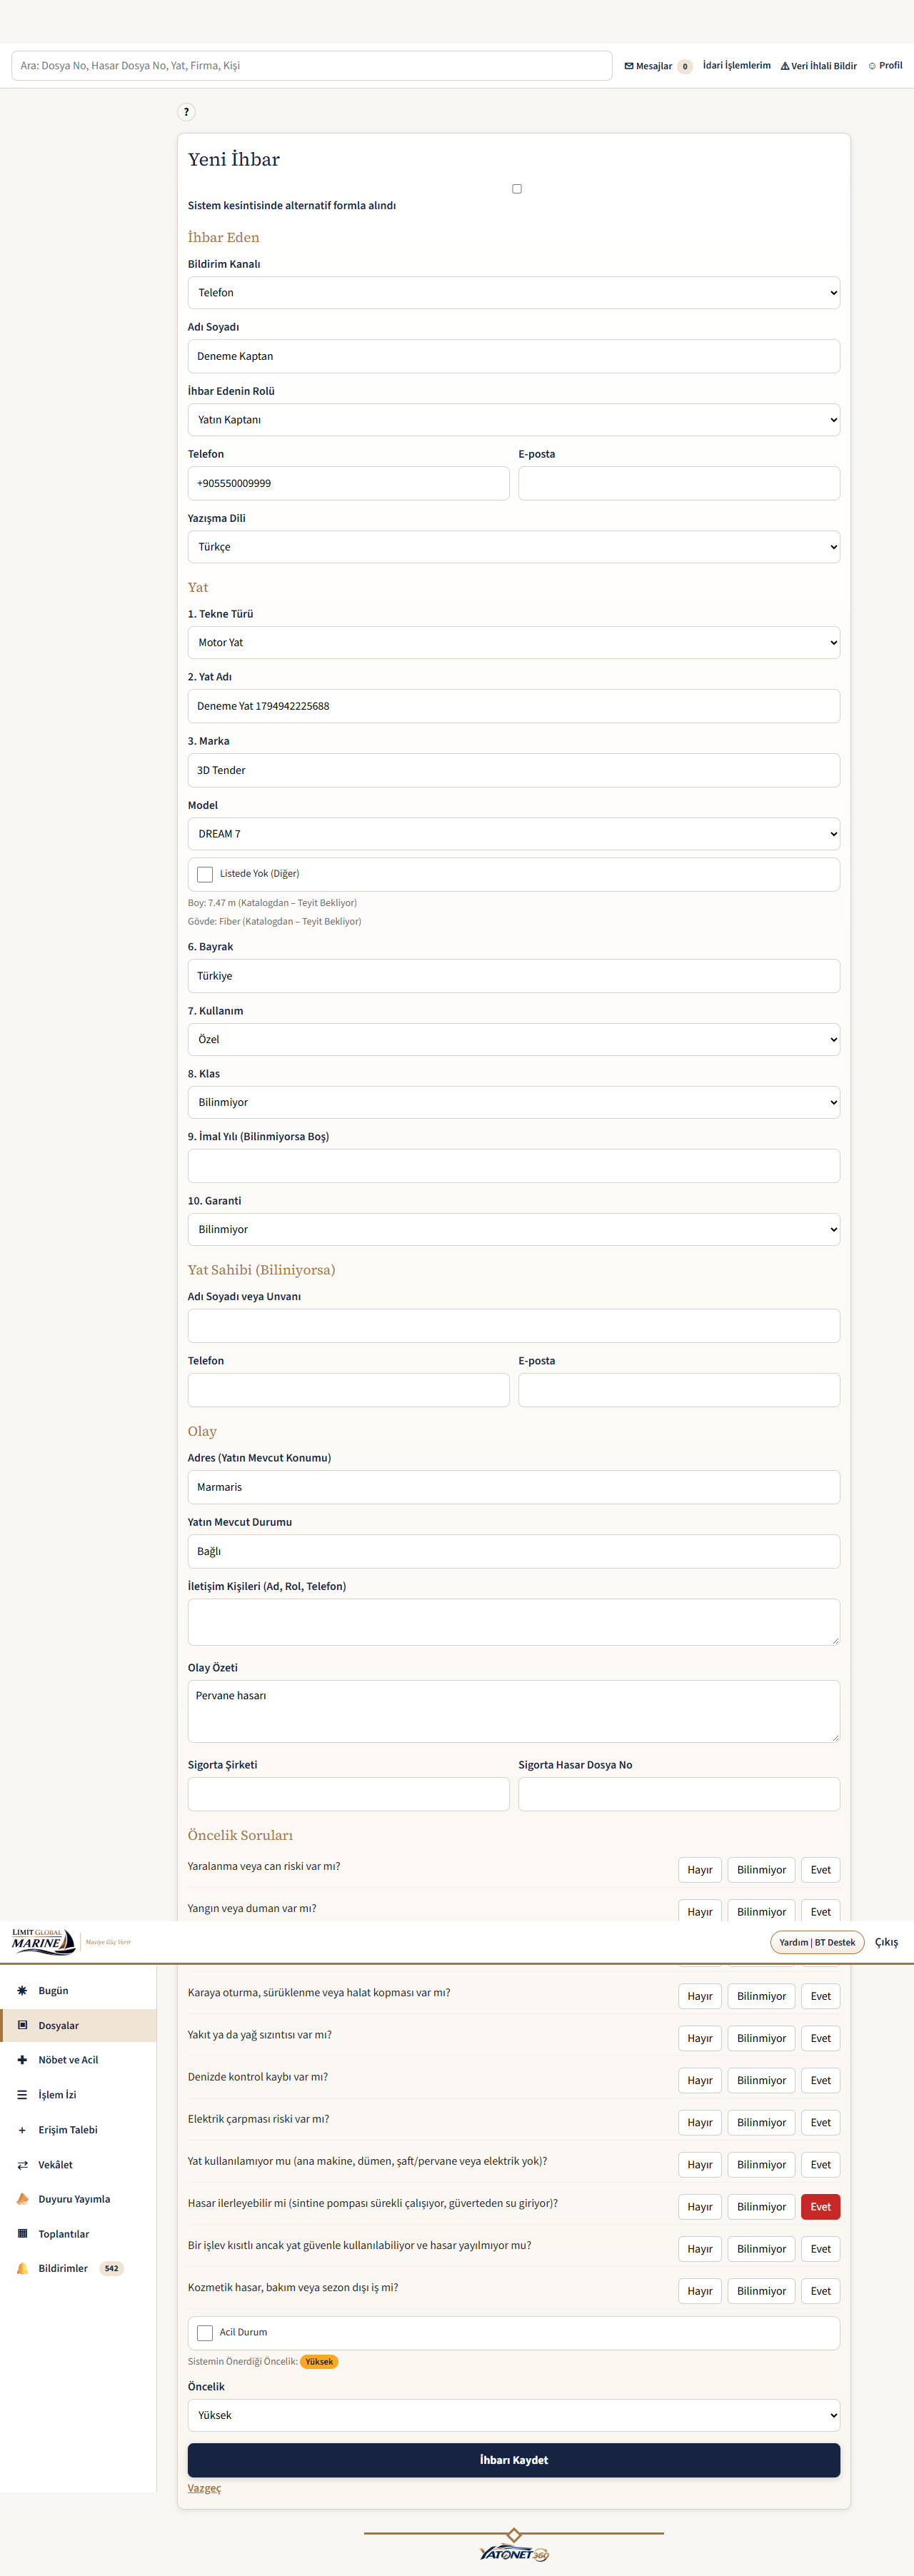 Ara: Dosya No, Hasar Dosya No, Yat, Firma, Kişi
Mesajlar 0
İdari İşlemlerim
Veri İhlali Bildir
Profil
?
Yeni İhbar
Sistem kesintisinde alternatif formla alındı
İhbar Eden
Bildirim Kanalı
Telefon
Adı Soyadı
Deneme Kaptan
İhbar Edenin Rolü
Yatın Kaptanı
Telefon
E-posta
+905550009999
Yazışma Dili
Türkçe
Yat
1. Tekne Türü
Motor Yat
2. Yat Adı
Deneme Yat 1794942225688
3. Marka
3D Tender
Model
DREAM 7
Listede Yok (Diğer)
Boy: 7.47 m (Katalogdan – Teyit Bekliyor)
Gövde: Fiber (Katalogdan – Teyit Bekliyor)
6. Bayrak
Türkiye
7. Kullanım
Özel
8. Klas
Bilinmiyor
9. İmal Yılı (Bilinmiyorsa Boş)
10. Garanti
Bilinmiyor
Yat Sahibi (Biliniyorsa)
Adı Soyadı veya Unvanı
Telefon
E-posta
Olay
Adres (Yatın Mevcut Konumu)
Marmaris
Yatın Mevcut Durumu
Bağlı
İletişim Kişileri (Ad, Rol, Telefon)
Olay Özeti
Pervane hasarı
Sigorta Şirketi
Sigorta Hasar Dosya No
Öncelik Soruları
Yaralanma veya can riski var mı?
Hayır Bilinmiyor Evet
Yangın veya duman var mı?
Hayır Bilinmiyor Evet
LİMİT GLOBAL
MARINE
Maviye Güç Verir
Yardım | BT Destek
Çıkış
Bugün
Dosyalar
Nöbet ve Acil
İşlem İzi
Erişim Talebi
Vekâlet
Duyuru Yayımla
Toplantılar
Bildirimler 542
Karaya oturma, sürüklenme veya halat kopması var mı?
Hayır Bilinmiyor Evet
Yakıt ya da yağ sızıntısı var mı?
Hayır Bilinmiyor Evet
Denizde kontrol kaybı var mı?
Hayır Bilinmiyor Evet
Elektrik çarpması riski var mı?
Hayır Bilinmiyor Evet
Yat kullanılamıyor mu (ana makine, dümen, şaft/pervane veya elektrik yok)?
Hayır Bilinmiyor Evet
Hasar ilerleyebilir mi (sintine pompası sürekli çalışıyor, güverteden su giriyor)?
Hayır Bilinmiyor Evet
Bir işlev kısıtlı ancak yat güvenle kullanılabiliyor ve hasar yayılmıyor mu?
Hayır Bilinmiyor Evet
Kozmetik hasar, bakım veya sezon dışı iş mi?
Hayır Bilinmiyor Evet
Acil Durum
Sistemin Önerdiği Öncelik: Yüksek
Öncelik
Yüksek
İhbarı Kaydet
Vazgeç
YATONET 360